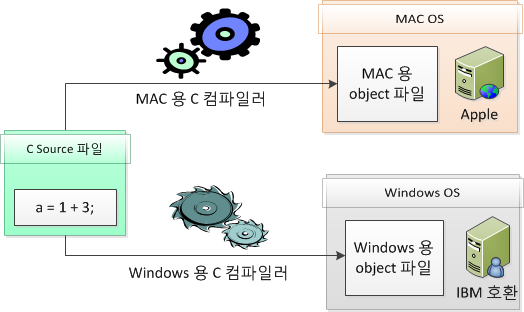 MAC OS
MAC 용
object 파일
Apple
MAC 용 C 컴파일러
C Source 파일
a = 1 + 3;
Windows OS
Windows 용
object 파일
IBM 호환
Windows 용 C 컴파일러